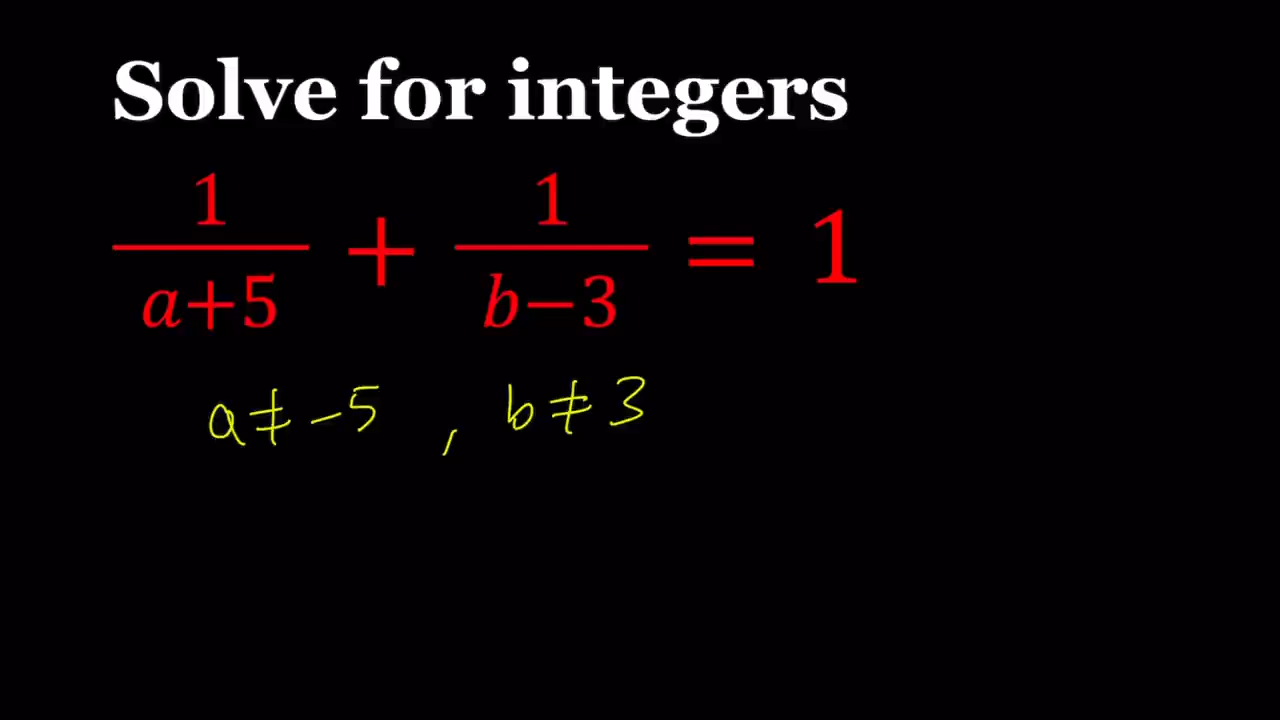 Solve for integers
1/(a+5) + 1/(b−3) = 1
a ≠ −5 , b ≠ 3